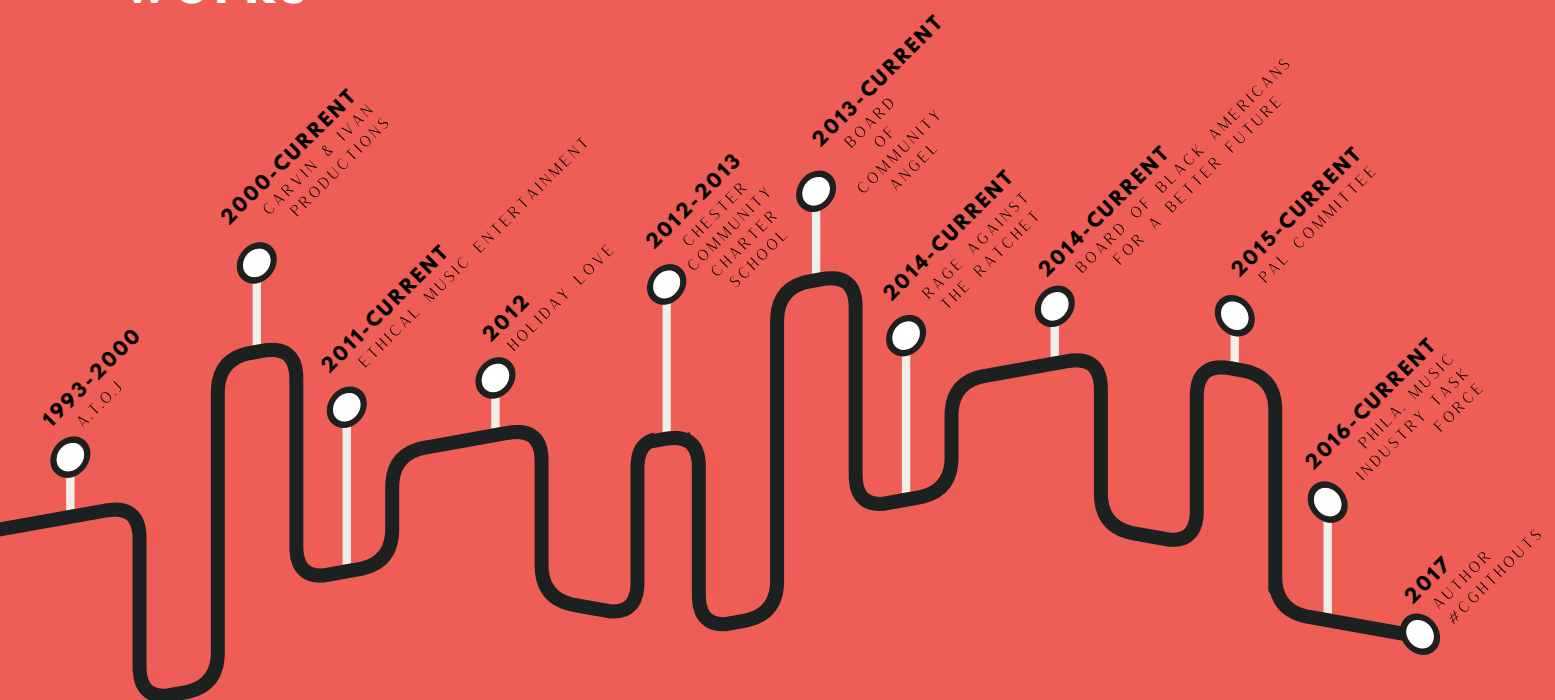 WORKS
1993-2000
A.T.O.J
2000-CURRENT
CARVIN & IVAN
PRODUCTIONS
2011-CURRENT
ETHICAL MUSIC ENTERTAINMENT
2012
HOLIDAY LOVE
2012-2013
CHESTER
COMMUNITY
CHARTER
SCHOOL
2013-CURRENT
BOARD
OF
COMMUNITY
ANGEL
2014-CURRENT
RAGE AGAINST
THE RATCHET
2014-CURRENT
BOARD OF BLACK AMERICANS
FOR A BETTER FUTURE
2015-CURRENT
PAL COMMITTEE
2016-CURRENT
PHILA. MUSIC
INDUSTRY TASK
FORCE
2017
AUTHOR
#CGHTHOUTS